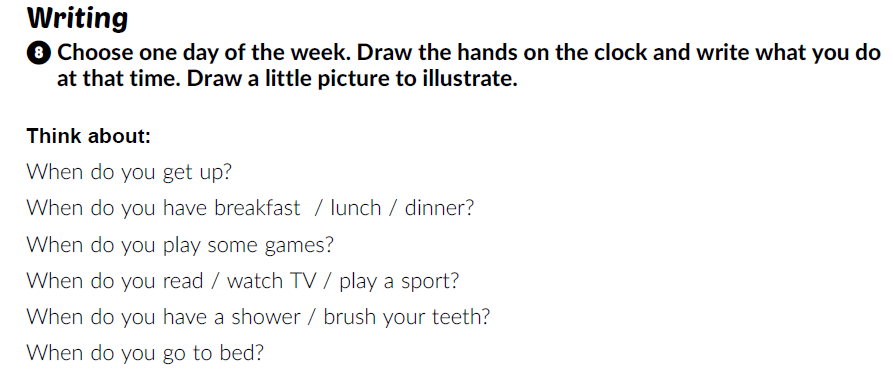 Writing
8 Choose one day of the week. Draw the hands on the clock and write what you do
at that time. Draw a little picture to illustrate.
Think about:
When do you get up?
When do you have breakfast / lunch / dinner?
When do you play some games?
When do you read / watch TV / play a sport?
When do you have a shower / brush your teeth?
When do you go to bed?